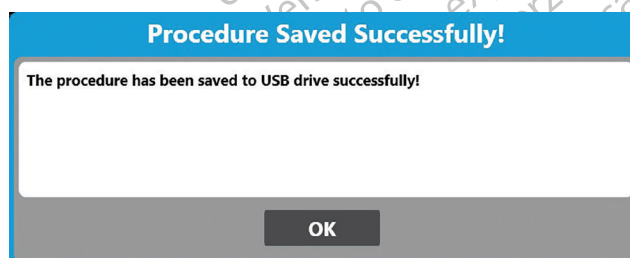 Procedure Saved Successfully!
The procedure has been saved to USB drive successfully!
OK